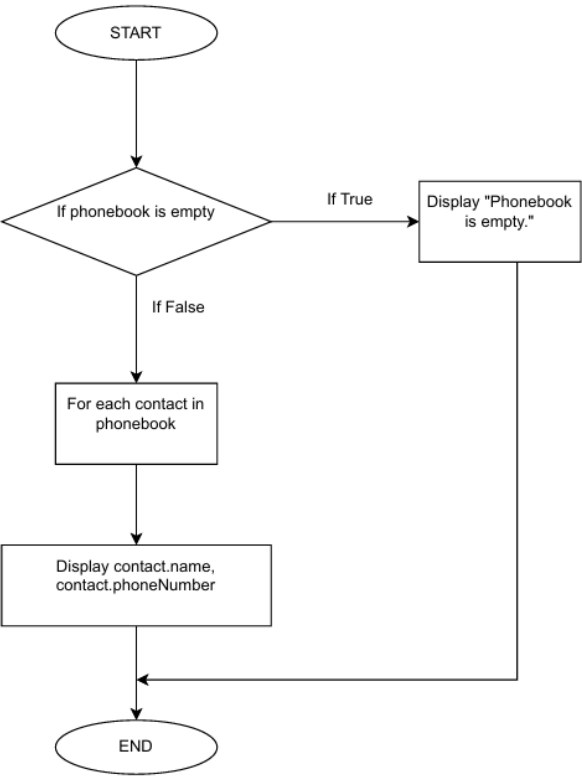 START
If phonebook is empty
If True
Display "Phonebook
is empty."
If False
For each contact in
phonebook
Display contact.name,
contact.phoneNumber
END